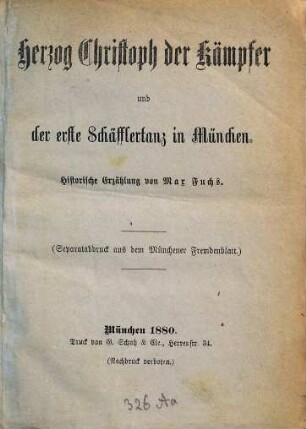 Herzog Christoph der Kämpfer
und
der erste Schäfflertanz in München.
Historische Erzählung von Max Fuchs.
(Separatabdruck aus dem Münchener Fremdenblatt.)
München 1880.
Druck von G. Schuh & Cie., Herrenstr. 34.
(Nachdruck verboten.)
326 Aa